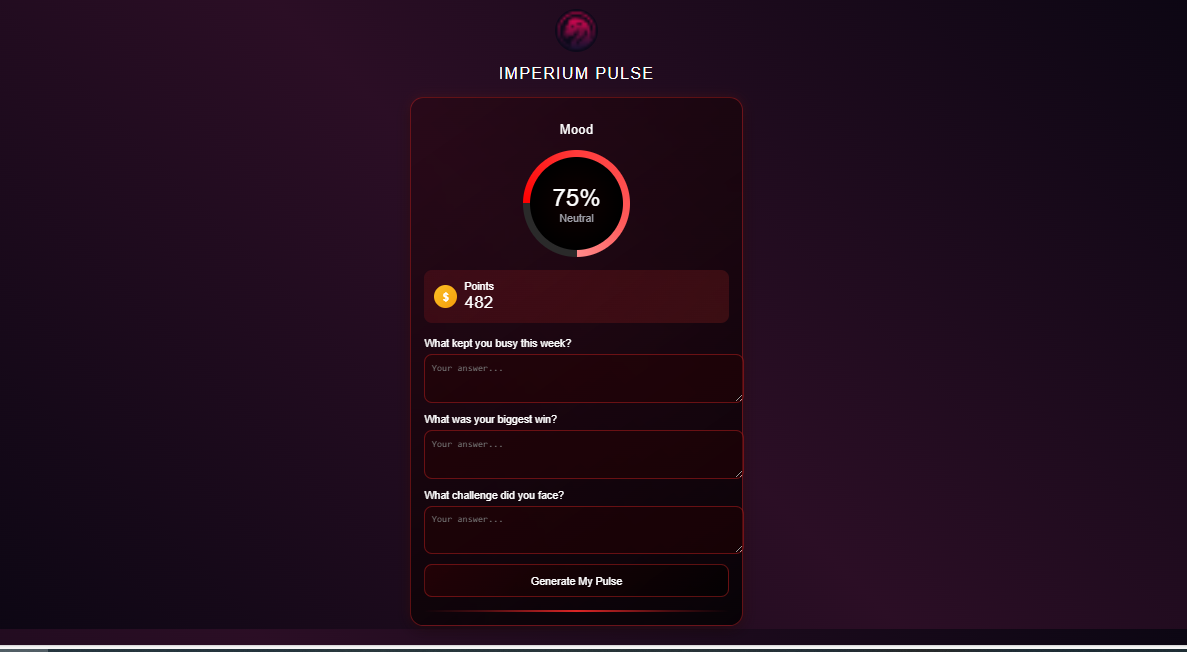 IMPERIUM PULSE
Mood
75%
Neutral
$
Points
482
What kept you busy this week?
Your answer...
What was your biggest win?
Your answer...
What challenge did you face?
Your answer...
Generate My Pulse